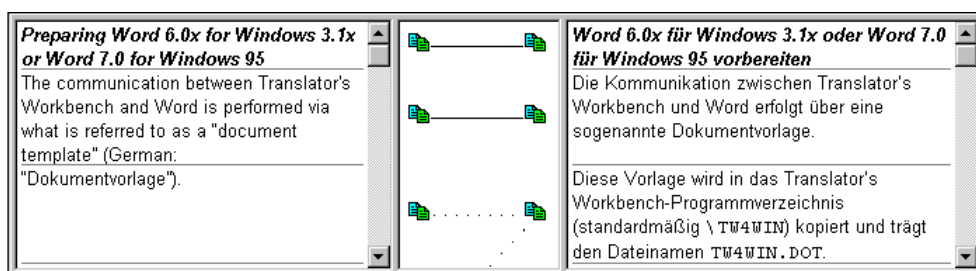 Preparing Word 6.0x for Windows 3.1x
or Word 7.0 for Windows 95
The communication between Translator's
Workbench and Word is performed via
what is referred to as a "document
template" (German:
"Dokumentvorlage").
Word 6.0x für Windows 3.1x oder Word 7.0
für Windows 95 vorbereiten
Die Kommunikation zwischen Translator's
Workbench und Word erfolgt über eine
sogenannte Dokumentvorlage.
Diese Vorlage wird in das Translator's
Workbench-Programmverzeichnis
(standardmäßig \TW4WIN) kopiert und trägt
den Dateinamen TW4WIN.DOT.